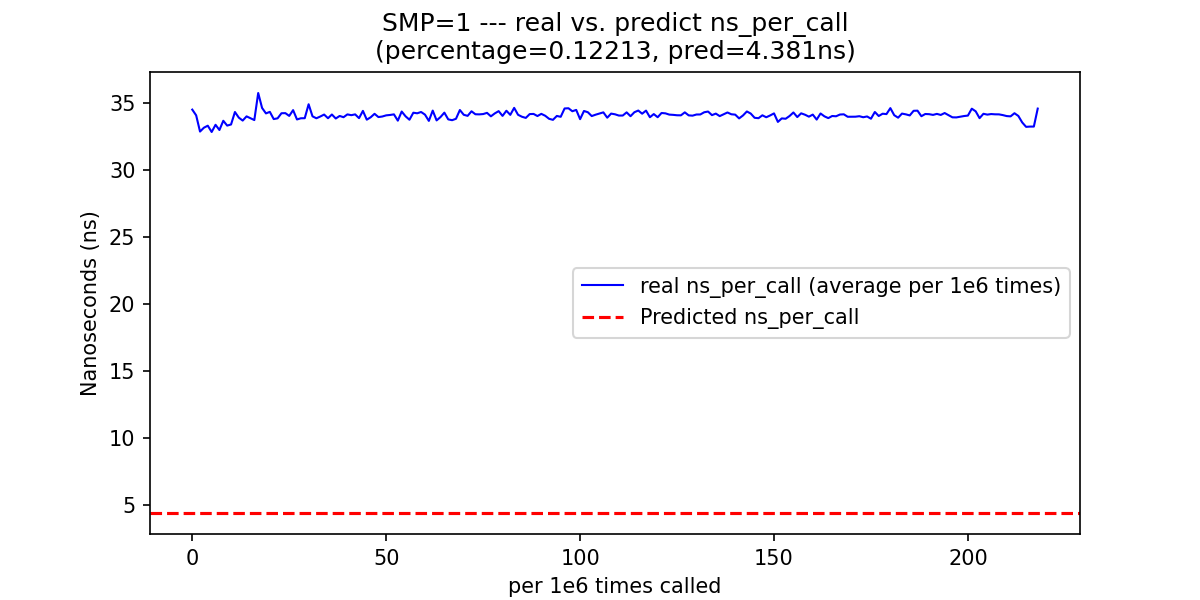 SMP=1 --- real vs. predict ns_per_call
(percentage=0.12213, pred=4.381ns)
35
30
25
20
15
10
5
Nanoseconds (ns)
real ns_per_call (average per 1e6 times)
Predicted ns_per_call
0
50
100
150
200
per 1e6 times called